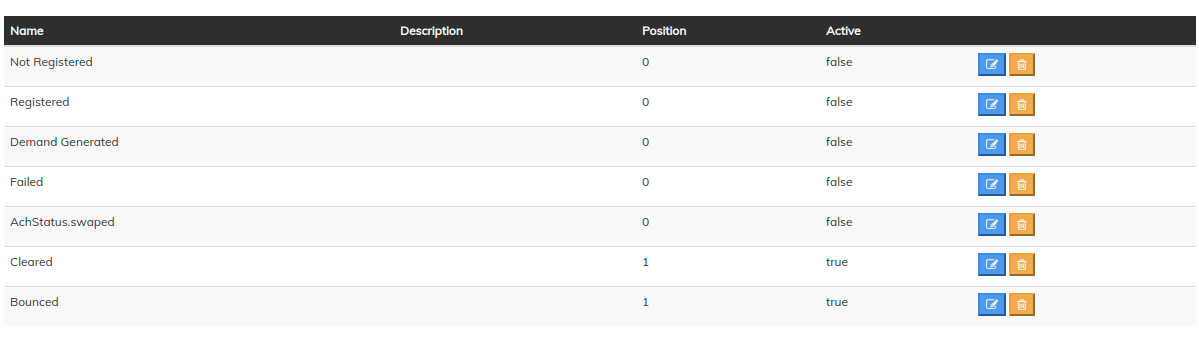 Name Description Position Active
Not Registered 0 false
Registered 0 false
Demand Generated 0 false
Failed 0 false
AchStatus.swaped 0 false
Cleared 1 true
Bounced 1 true